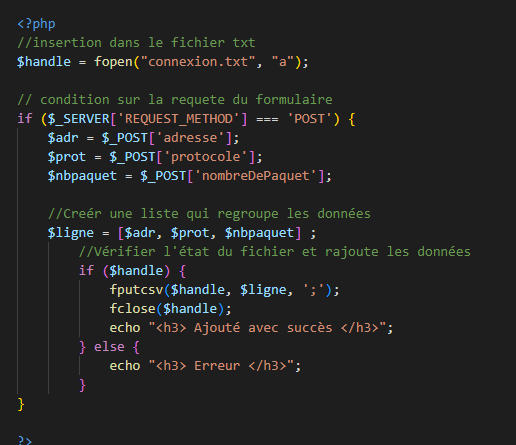 <?php
//insertion dans le fichier txt
$handle = fopen("connexion.txt", "a");
// condition sur la requete du formulaire
if ($_SERVER['REQUEST_METHOD'] === 'POST') {
$adr = $_POST['adresse'];
$prot = $_POST['protocole'];
$nbpaquet = $_POST['nombreDePaquet'];
//Creér une liste qui regroupe les données
$ligne = [$adr, $prot, $nbpaquet] ;
//Vérifier l'état du fichier et rajoute les données
if ($handle) {
fputcsv($handle, $ligne, ';');
fclose($handle);
echo "<h3> Ajouté avec succès </h3>";
} else {
echo "<h3> Erreur </h3>";
}
}
?>